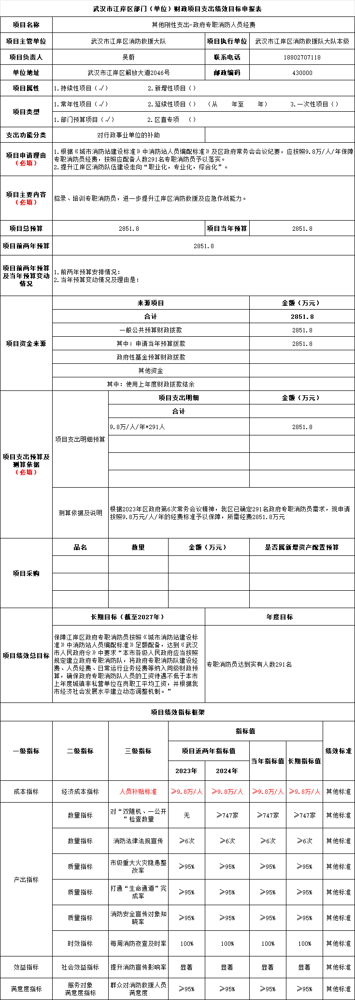 武汉市江岸区部门（单位）财政项目支出绩效目标申报表
项目名称 其他刚性支出-政府专职消防人员经费
项目主管单位 武汉市江岸区消防救援大队 项目执行单位 武汉市江岸区消防救援队大队本级
项目负责人 吴蔚 联系电话 18802707118
单位地址 武汉市江岸区解放大道2046号 邮政编码 430000
项目属性 1.持续性项目（√） 2.新增性项目（）
项目类型 1.常年性项目（√） 2.延续性项目（） （从 年至 年） 3.一次性项目（）
1.部门预算项目（√） 2.区直专项 （）
支出功能分类 对行政事业单位的补助
项目申请理由
（必填）
1.根据《城市消防站建设标准》中消防站人员编配标准》及区政府常务会会议纪要，应按照9.8万/人/年保障
专职消防员经费，按照应配备人数291名专职消防员予以落实。
2.提升江岸区消防队伍建设走向“职业化，专业化，综合化”。
项目主要内容
（必填）
招录、培训专职消防员，进一步提升江岸区消防救援及应急作战能力。
项目总预算 2851.8 项目当年预算 2851.8
项目前两年预算 2851.8
项目前两年预算
及当年预算变动
情况
1.前两年预算安排情况：
2.当年预算变动情况及理由是：
项目资金来源
来源项目 金额（万元）
合计 2851.8
一般公共预算财政拨款 2851.8
其中：申请当年预算拨款 2851.8
政府性基金预算财政拨款
其他资金
其中：使用上年度财政拨款结余
项目支出预算及
测算依据
（必填）
项目支出明细预算
项目支出明细 金额（万元）
合计
9.8万/人/年*291人 2851.8
测算依据及说明
根据2023年区政府第6次常务会议精神，我区已确定291名政府专职消防员需求，现申请
按照9.8万元/人/年的经费标准予以保障，所需经费2851.8万元
项目采购
品名 数量 金额（万元） 是否属新增资产配置预算
项目绩效总目标
长期目标（截至2027年） 年度目标
保障江岸区政府专职消防员按照《城市消防站建设标
准》中消防站人员编配标准》足额配备，达到《武汉
市人民政府令》中要求“本市各级人民政府应当按照
规定建立政府专职消防队，将政府专职消防队建设经
费、人员经费、日常运行业务经费等纳入同级财政预
算，确保政府专职消防队人员的工资待遇不低于本市
上年度城镇非私营单位在岗职工平均工资，并根据我
市经济社会发展水平建立动态调整机制。”
专职消防员达到实有人数291名
项目绩效指标框架
一级指标 二级指标 三级指标 指标值 绩效标准
项目近两年指标值 当年指标值 长期指标值
2023年 2024年
成本指标 经济成本指标 人员补贴标准 ≥9.8万/人 ≥9.8万/人 ≥9.8万/人 ≥9.8万/人 其他标准
产出指标
数量指标 对“双随机、一公开
”检查数量 无 ≥747家 ≥747家 ≥747家 其他标准
数量指标 消防法律法规宣传 ≥6次 ≥6次 ≥6次 ≥6次 其他标准
质量指标 市级重大火灾隐患整
改率 ≥95% ≥95% ≥95% ≥95% 其他标准
质量指标 打通“生命通道”完
成率 ≥95% ≥95% ≥95% ≥95% 其他标准
质量指标 消防安全宣传对象知
晓率 ≥95% ≥95% ≥95% ≥95% 其他标准
时效指标 每周消防夜查及时率 100% 100% 100% 100% 其他标准
效益指标 社会效益指标 提升消防宣传影响率 显著 显著 显著 显著 其他标准
满意度指标 服务对象
满意度指标 群众对消防救援人员
满意度 ≥95% ≥95% ≥95% ≥95% 其他标准